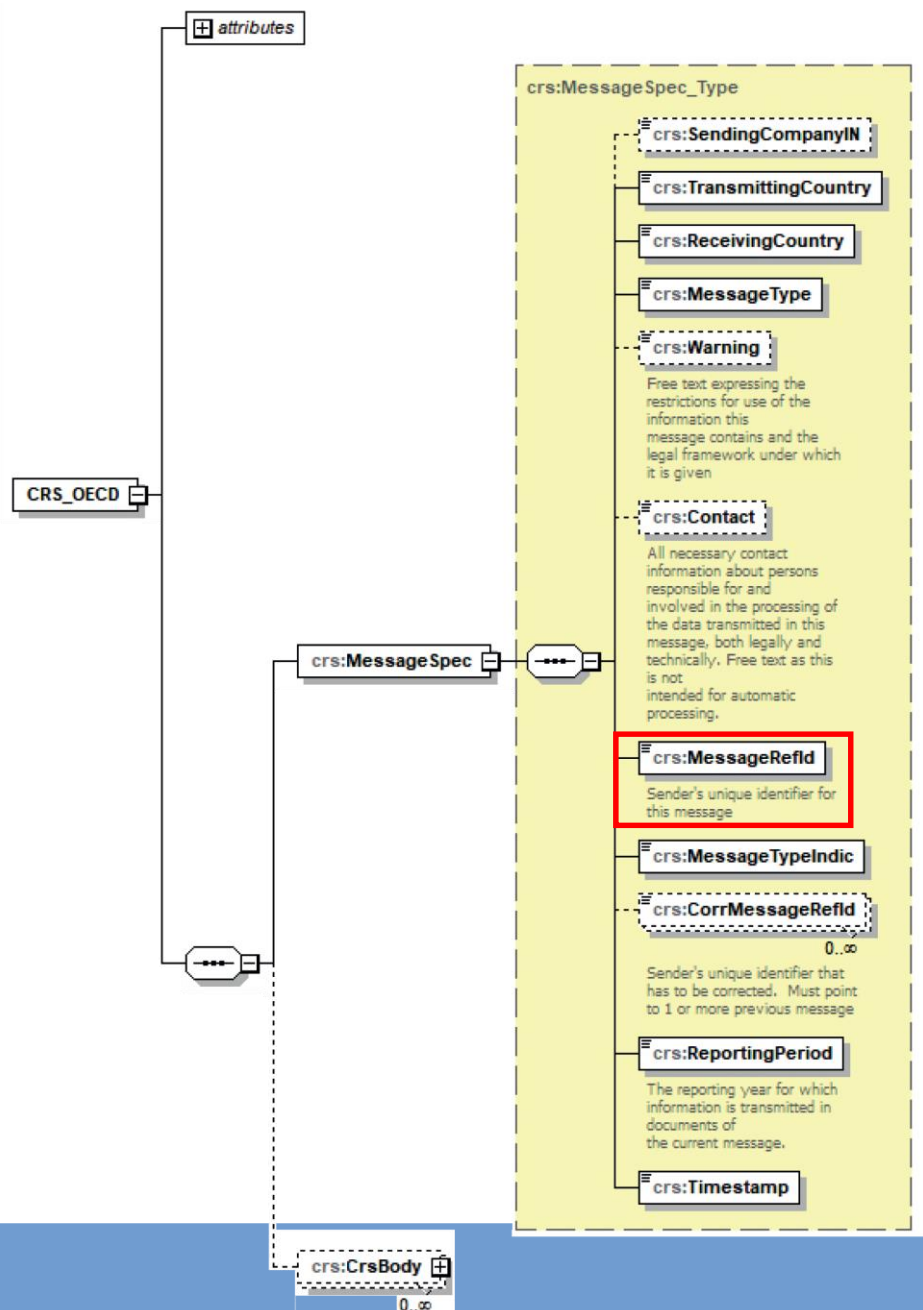 attributes
crs:MessageSpec_Type
crs:SendingCompanyIN
crs:TransmittingCountry
crs:ReceivingCountry
crs:MessageType
crs:Warning
Free text expressing the
restrictions for use of the
information this
message contains and the
legal framework under which
it is given
CRS_OECD
crs:Contact
All necessary contact
information about persons
responsible for and
involved in the processing of
the data transmitted in this
message, both legally and
technically. Free text as this
is not
intended for automatic
processing.
crs:MessageSpec
crs:MessageRefId
Sender's unique identifier for
this message
crs:MessageTypeIndic
crs:CorrMessageRefId
0..∞
Sender's unique identifier that
has to be corrected. Must point
to 1 or more previous message
crs:ReportingPeriod
The reporting year for which
information is transmitted in
documents of
the current message.
crs:Timestamp
crs:CrsBody
0..∞